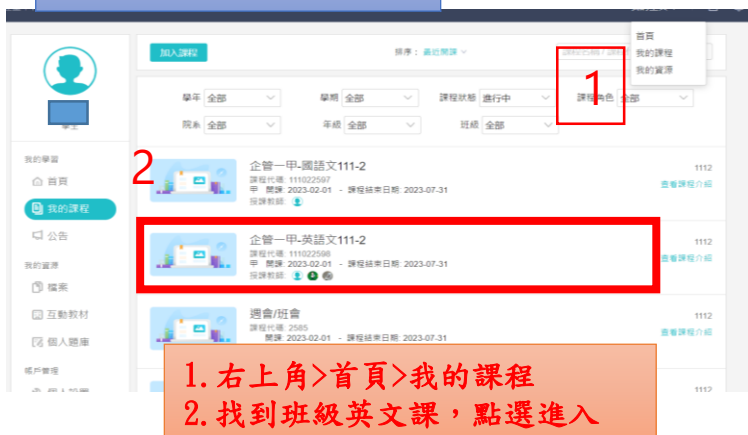 首頁
我的課程
我的資源
加入課程
排序： 最近開課
1
學年 全部
學期 全部
課程狀態 進行中
課程角色 全部
院系 全部
年級 全部
班級 全部
學生
我的學習
首頁
我的課程
公告
我的資源
檔案
互動教材
個人題庫
帳戶管理
2
企管一甲-國語文111-2
1112
課程代碼: 111022597
甲 開課: 2023-02-01 - 課程結束日期: 2023-07-31
查看課程介紹
授課教師:
企管一甲-英語文111-2
1112
課程代碼: 111022598
甲 開課: 2023-02-01 - 課程結束日期: 2023-07-31
查看課程介紹
授課教師:
週會/班會
1112
課程代碼: 2585
開課: 2023-02-01 - 課程結束日期: 2023-07-31
查看課程介紹
1112
1.右上角>首頁>我的課程
2.找到班級英文課，點選進入